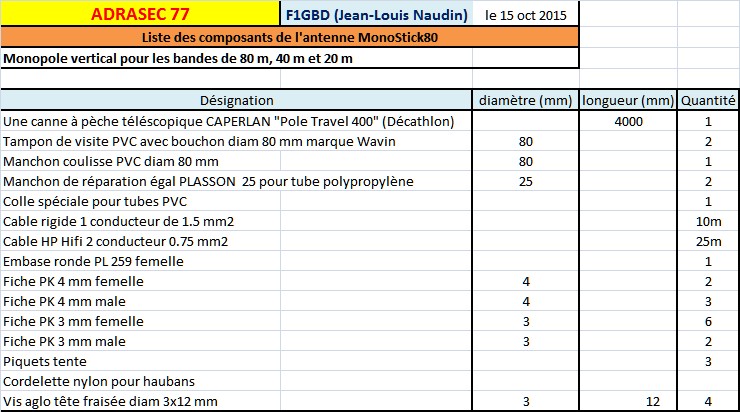 ADRASEC 77 F1GBD (Jean-Louis Naudin) le 15 oct 2015
Liste des composants de l'antenne MonoStick80
Monopole vertical pour les bandes de 80 m, 40 m et 20 m
Désignation diamètre (mm) longueur (mm) Quantité
Une canne à pèche téléscopique CAPERLAN "Pole Travel 400" (Décathlon) 4000 1
Tampon de visite PVC avec bouchon diam 80 mm marque Wavin 80 2
Manchon coulisse PVC diam 80 mm 80 1
Manchon de réparation égal PLASSON 25 pour tube polypropylène 25 2
Colle spéciale pour tubes PVC 1
Cable rigide 1 conducteur de 1.5 mm2 10m
Cable HP Hifi 2 conducteur 0.75 mm2 25m
Embase ronde PL 259 femelle 1
Fiche PK 4 mm femelle 4 2
Fiche PK 4 mm male 4 3
Fiche PK 3 mm femelle 3 6
Fiche PK 3 mm male 3 2
Piquets tente 3
Cordelette nylon pour haubans
Vis aglo tête fraisée diam 3x12 mm 3 12 4